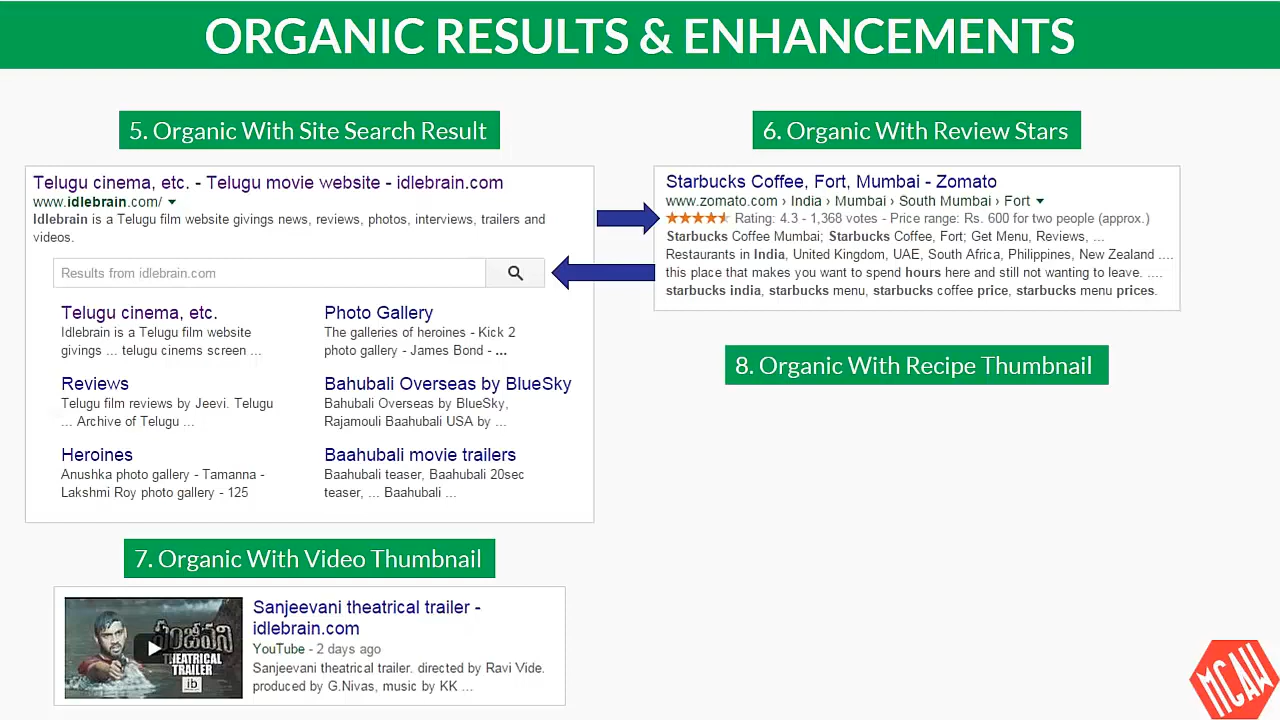 ORGANIC RESULTS & ENHANCEMENTS
5. Organic With Site Search Result
Telugu cinema, etc. - Telugu movie website - idlebrain.com
www.idlebrain.com/
Idlebrain is a Telugu film website givings news, reviews, photos, interviews, trailers and
videos.
Results from idlebrain.com
Telugu cinema, etc.
Idlebrain is a Telugu film website
givings ... telugu cinems screen ...
Photo Gallery
The galleries of heroines - Kick 2
photo gallery - James Bond - ...
Reviews
Telugu film reviews by Jeevi. Telugu
... Archive of Telugu ...
Bahubali Overseas by BlueSky
Bahubali Overseas by BlueSky,
Rajamouli Baahubali USA by ...
Heroines
Anushka photo gallery - Tamanna -
Lakshmi Roy photo gallery - 125
Baahubali movie trailers
Baahubali teaser, Baahubali 20sec
teaser, ... Baahubali ...
6. Organic With Review Stars
Starbucks Coffee, Fort, Mumbai - Zomato
www.zomato.com › India › Mumbai › South Mumbai › Fort
Rating: 4.3 - 1,368 votes - Price range: Rs. 600 for two people (approx.)
Starbucks Coffee Mumbai; Starbucks Coffee, Fort; Get Menu, Reviews, ...
Restaurants in India, United Kingdom, UAE, South Africa, Philippines, New Zealand ....
this place that makes you want to spend hours here and still not wanting to leave. ....
starbucks india, starbucks menu, starbucks coffee price, starbucks menu prices.
7. Organic With Video Thumbnail
సంజీవని
THEATRICAL
TRAILER
ib
Sanjeevani theatrical trailer -
idlebrain.com
YouTube - 2 days ago
Sanjeevani theatrical trailer. directed by Ravi Vide.
produced by G.Nivas, music by KK ...
8. Organic With Recipe Thumbnail
MCAW